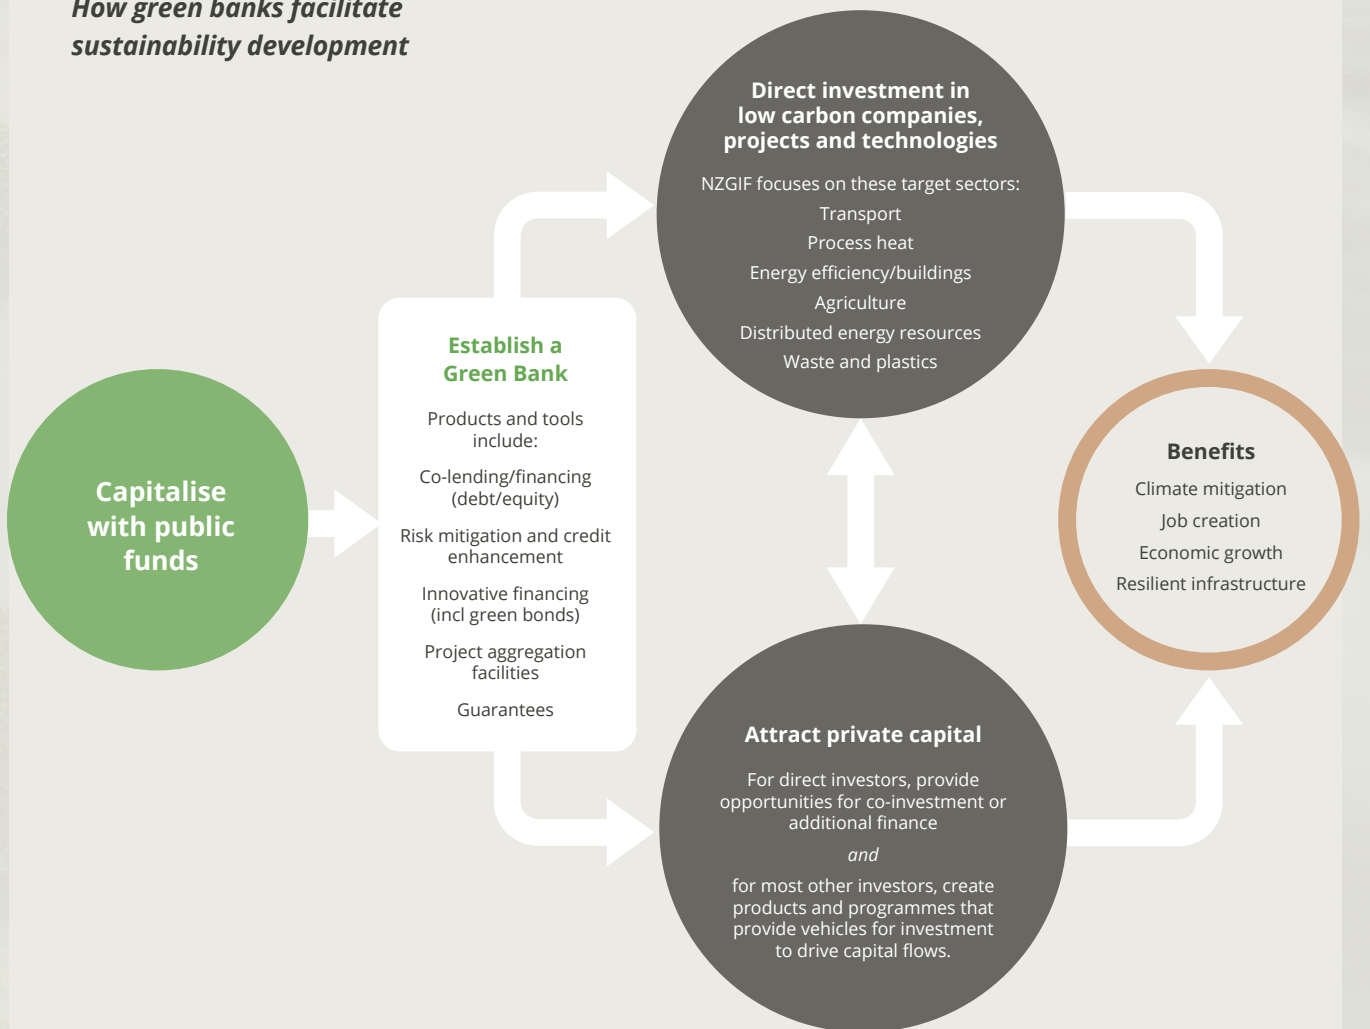 How green banks facilitate
sustainability development
Capitalise
with public
funds
Establish a
Green Bank
Products and tools
include:
Co-lending/financing
(debt/equity)
Risk mitigation and credit
enhancement
Innovative financing
(incl green bonds)
Project aggregation
facilities
Guarantees
Direct investment in
low carbon companies,
projects and technologies
NZGIF focuses on these target sectors:
Transport
Process heat
Energy efficiency/buildings
Agriculture
Distributed energy resources
Waste and plastics
Attract private capital
For direct investors, provide
opportunities for co-investment or
additional finance
and
for most other investors, create
products and programmes that
provide vehicles for investment
to drive capital flows.
Benefits
Climate mitigation
Job creation
Economic growth
Resilient infrastructure